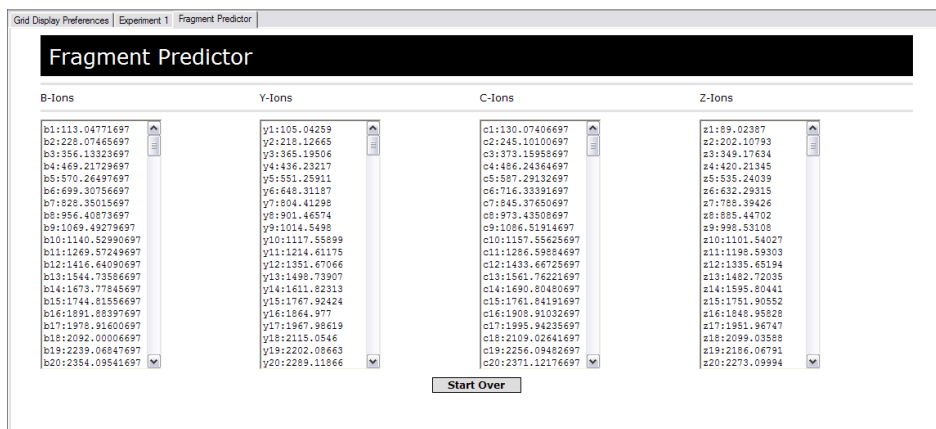 Grid Display Preferences Experiment 1 Fragment Predictor
Fragment Predictor
B-Ions Y-Ions C-Ions Z-Ions
b1:113.04771697 y1:105.04259 c1:130.07406697 z1:89.02387
b2:228.07465697 y2:218.12665 c2:245.10100697 z2:202.10793
b3:356.13323697 y3:365.19506 c3:373.15958697 z3:349.17634
b4:469.21729697 y4:436.23217 c4:486.24364697 z4:420.21345
b5:570.26497697 y5:551.25911 c5:587.29132697 z5:535.24039
b6:699.30756697 y6:648.31187 c6:716.33391697 z6:632.29315
b7:828.35015697 y7:804.41298 c7:845.37650697 z7:788.39426
b8:956.40873697 y8:901.46574 c8:973.43508697 z8:885.44702
b9:1069.49279697 y9:1014.5498 c9:1086.51914697 z9:998.53108
b10:1140.52990697 y10:1117.55899 c10:1157.55625697 z10:1101.54027
b11:1269.57249697 y11:1214.61175 c11:1286.59884697 z11:1198.59303
b12:1416.64090697 y12:1351.67066 c12:1433.66725697 z12:1335.65194
b13:1544.73586697 y13:1498.73907 c13:1561.76221697 z13:1482.72035
b14:1673.77845697 y14:1611.82313 c14:1690.80480697 z14:1595.80441
b15:1744.81556697 y15:1767.92424 c15:1761.84191697 z15:1751.90552
b16:1891.88397697 y16:1864.977 c16:1908.91032697 z16:1848.95828
b17:1978.91600697 y17:1967.98619 c17:1995.94235697 z17:1951.96747
b18:2092.00006697 y18:2115.0546 c18:2109.02641697 z18:2099.03588
b19:2239.06847697 y19:2202.08663 c19:2256.09482697 z19:2186.06791
b20:2354.09541697 y20:2289.11866 c20:2371.12176697 z20:2273.09994
Start Over